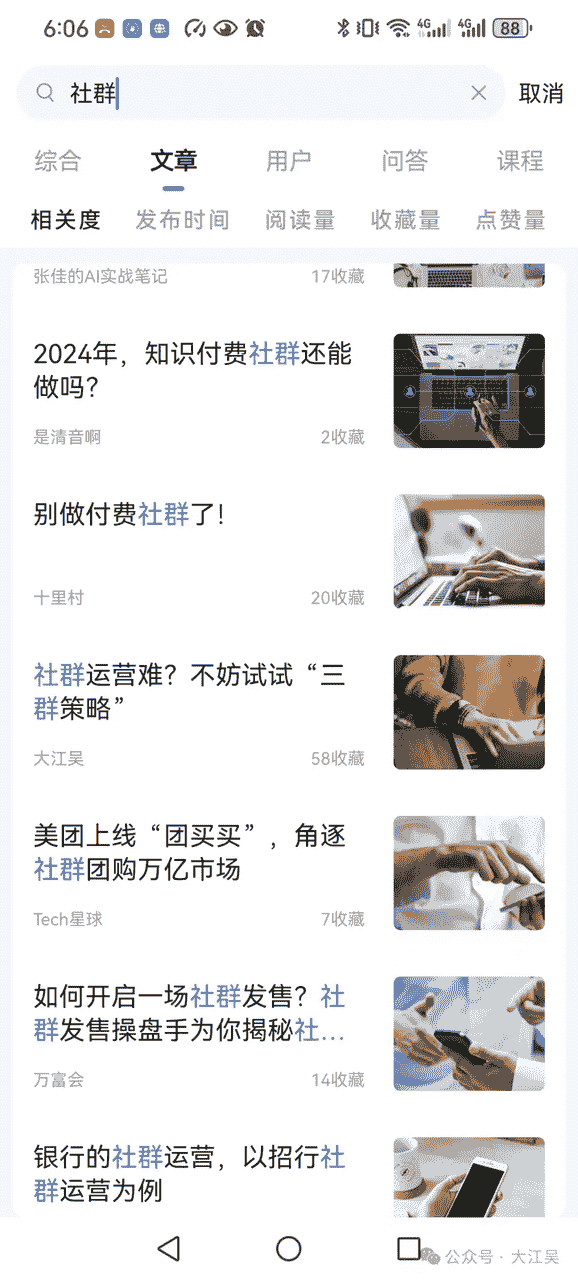 6:06
4G
4G
88
社群
取消
综合
文章
用户
问答
课程
相关度
发布时间
阅读量
收藏量
点赞量
张佳的AI实战笔记
17收藏
2024年，知识付费社群还能
做吗？
是清音啊
2收藏
别做付费社群了！
十里村
20收藏
社群运营难？不妨试试“三
群策略”
大江吴
58收藏
美团上线“团买买”，角逐
社群团购万亿市场
Tech星球
7收藏
如何开启一场社群发售？社
群发售操盘手为你揭秘社...
万富会
14收藏
银行的社群运营，以招行社
群运营为例
公众号 · 大江吴